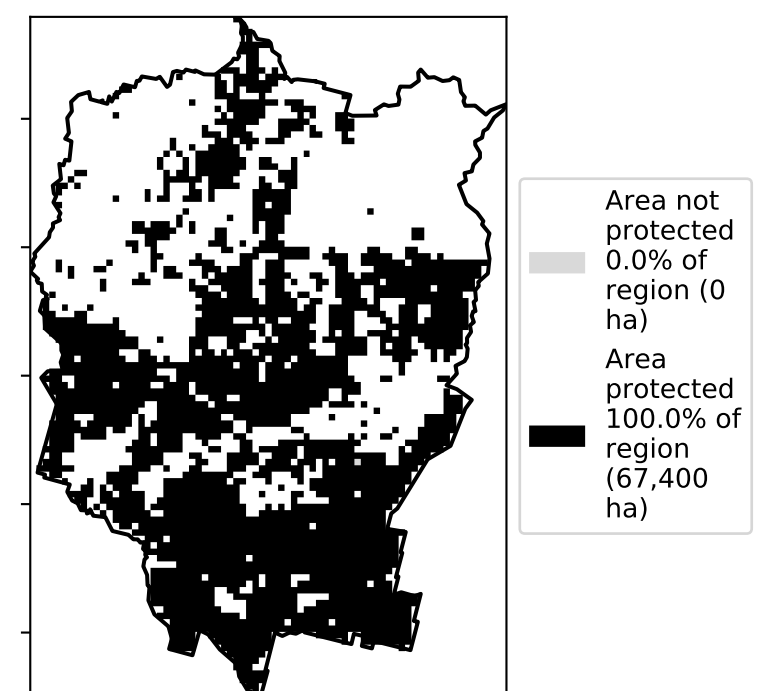 Area not
protected
0.0% of
region (0
ha)
Area
protected
100.0% of
region
(67,400
ha)